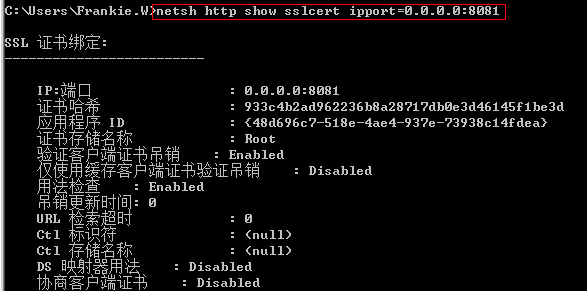 C:\Users\Frankie.W>netsh http show sslcert ipport=0.0.0.0:8081
SSL 证书绑定:
-------------------------
IP:端口 : 0.0.0.0:8081
证书哈希 : 933c4b2ad962236b8a28717db0e3d46145f1be3d
应用程序 ID : {48d696c7-518e-4ae4-937e-73938c14fdea}
证书存储名称 : Root
验证客户端证书吊销 : Enabled
仅使用缓存客户端证书验证吊销 : Disabled
用法检查 : Enabled
吊销更新时间: 0
URL 检索超时 : 0
Ctl 标识符 : (null)
Ctl 存储名称 : (null)
DS 映射器用法 : Disabled
协商客户端证书 : Disabled